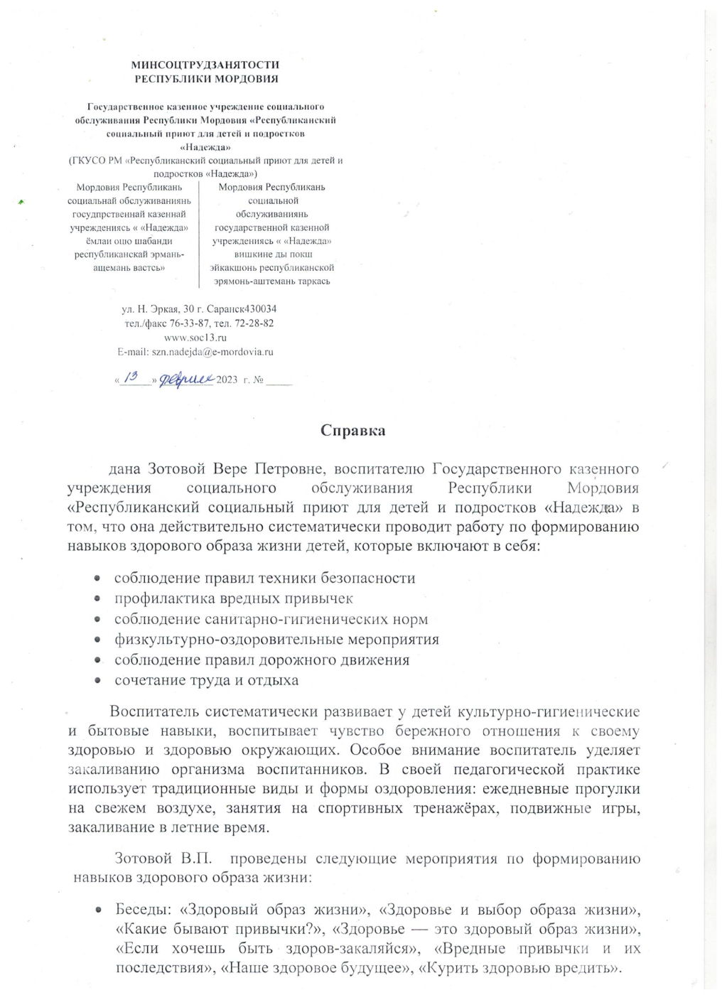 МИНСОЦТРУДЗАНЯТОСТИ
РЕСПУБЛИКИ МОРДОВИЯ
Государственное казенное учреждение социального
обслуживания Республики Мордовия «Республиканский
социальный приют для детей и подростков
«Надежда»
(ГКУСО РМ «Республиканский социальный приют для детей и
подростков «Надежда»)
Мордовия Республикань
социальнай обслуживаниянь
госудпрственнай казеннай
учреждениясь « «Надежда»
ёмлаи ошо шабанди
республиканскай эрмань-
ащемань вастсь»
Мордовия Республикань
социальной
обслуживаниянь
государственной казенной
учреждениясь « «Надежда»
вишкине ды покш
эйкакшонь республиканской
эрямонь-аштемань таркась
ул. Н. Эркая, 30 г. Саранск430034
тел./факс 76-33-87, тел. 72-28-82
www.soc13.ru
E-mail: szn.nadejda@e-mordovia.ru
«13» февраля 2023 г. № _____
Справка
дана Зотовой Вере Петровне, воспитателю Государственного казенного
учреждения социального обслуживания Республики Мордовия
«Республиканский социальный приют для детей и подростков «Надежда» в
том, что она действительно систематически проводит работу по формированию
навыков здорового образа жизни детей, которые включают в себя:
• соблюдение правил техники безопасности
• профилактика вредных привычек
• соблюдение санитарно-гигиенических норм
• физкультурно-оздоровительные мероприятия
• соблюдение правил дорожного движения
• сочетание труда и отдыха
Воспитатель систематически развивает у детей культурно-гигиенические
и бытовые навыки, воспитывает чувство бережного отношения к своему
здоровью и здоровью окружающих. Особое внимание воспитатель уделяет
закаливанию организма воспитанников. В своей педагогической практике
использует традиционные виды и формы оздоровления: ежедневные прогулки
на свежем воздухе, занятия на спортивных тренажёрах, подвижные игры,
закаливание в летние время.
Зотовой В.П. проведены следующие мероприятия по формированию
навыков здорового образа жизни:
• Беседы: «Здоровый образ жизни», «Здоровье и выбор образа жизни»,
«Какие бывают привычки?», «Здоровье — это здоровый образ жизни»,
«Если хочешь быть здоров-закаляйся», «Вредные привычки и их
последствия», «Наше здоровое будущее», «Курить здоровью вредить».